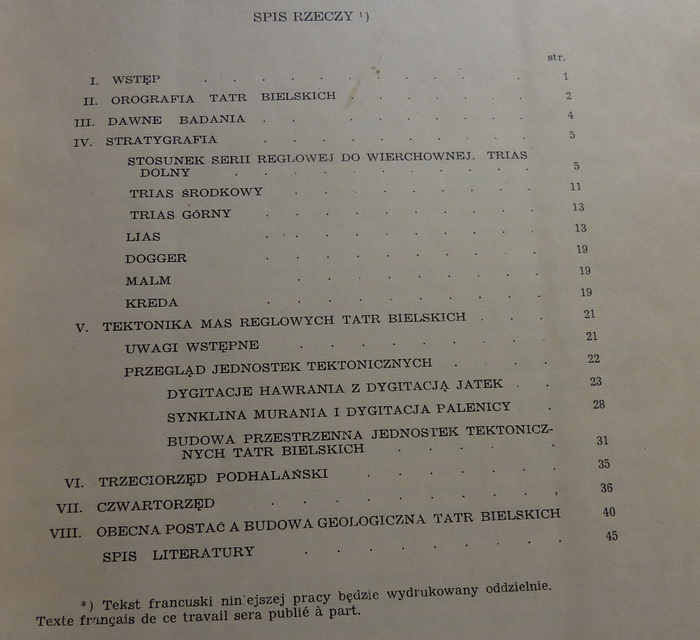 SPIS RZECZY ¹)
str.
I. WSTĘP . . . . . . . . 1
II. OROGRAFIA TATR BIELSKICH . . . . . . 2
III. DAWNE BADANIA . . . . . . . 4
IV. STRATYGRAFIA . . . . . . . . 5
STOSUNEK SERII REGLOWEJ DO WIERCHOWNEJ. TRIAS
DOLNY . . . . . . . . 5
TRIAS ŚRODKOWY . . . . . . . 11
TRIAS GÓRNY . . . . . . . 13
LIAS . . . . . . . 13
DOGGER . . . . . . . 19
MALM . . . . . . . 19
KREDA . . . . . . . 19
V. TEKTONIKA MAS REGLOWYCH TATR BIELSKICH . . . 21
UWAGI WSTĘPNE . . . . . . . 21
PRZEGLĄD JEDNOSTEK TEKTONICZNYCH . . . . 22
DYGITACJE HAWRANIA Z DYGITACJĄ JATEK . . 23
SYNKLINA MURANIA I DYGITACJA PALENICY . 28
BUDOWA PRZESTRZENNA JEDNOSTEK TEKTONICZ-
NYCH TATR BIELSKICH . . . . . 31
VI. TRZECIORZĘD PODHALAŃSKI . . . . . . 35
VII. CZWARTORZĘD . . . . . . . . 36
VIII. OBECNA POSTAĆ A BUDOWA GEOLOGICZNA TATR BIELSKICH 40
SPIS LITERATURY . . . . . . . 45
*) Tekst francuski niniejszej pracy będzie wydrukowany oddzielnie.
Texte français de ce travail sera publié à part.